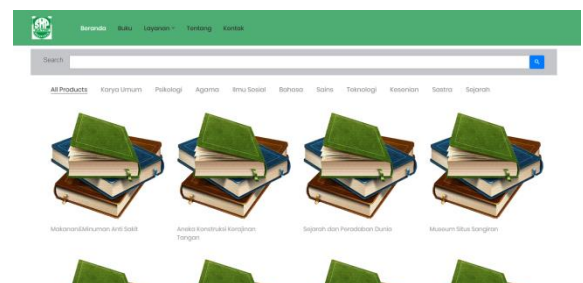 Beranda Buku Layanan Tentang Kontak
Search
All Products Karya Umum Psikologi Agama Ilmu Sosial Bahasa Sains Teknologi Kesenian Sastra Sejarah
Makanan&Minuman Anti Sakit Aneka Konstruksi Kerajinan Sejarah dan Peradaban Dunia Museum Situs Sangiran
Tangan